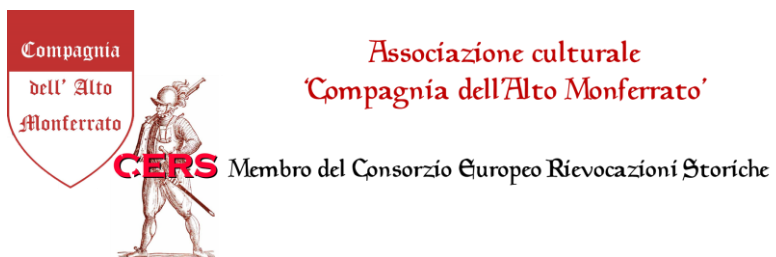 Compagnia
dell' Alto
Monferrato
Associazione culturale
'Compagnia dell'Alto Monferrato'
CERS
Membro del Consorzio Europeo Rievocazioni Storiche